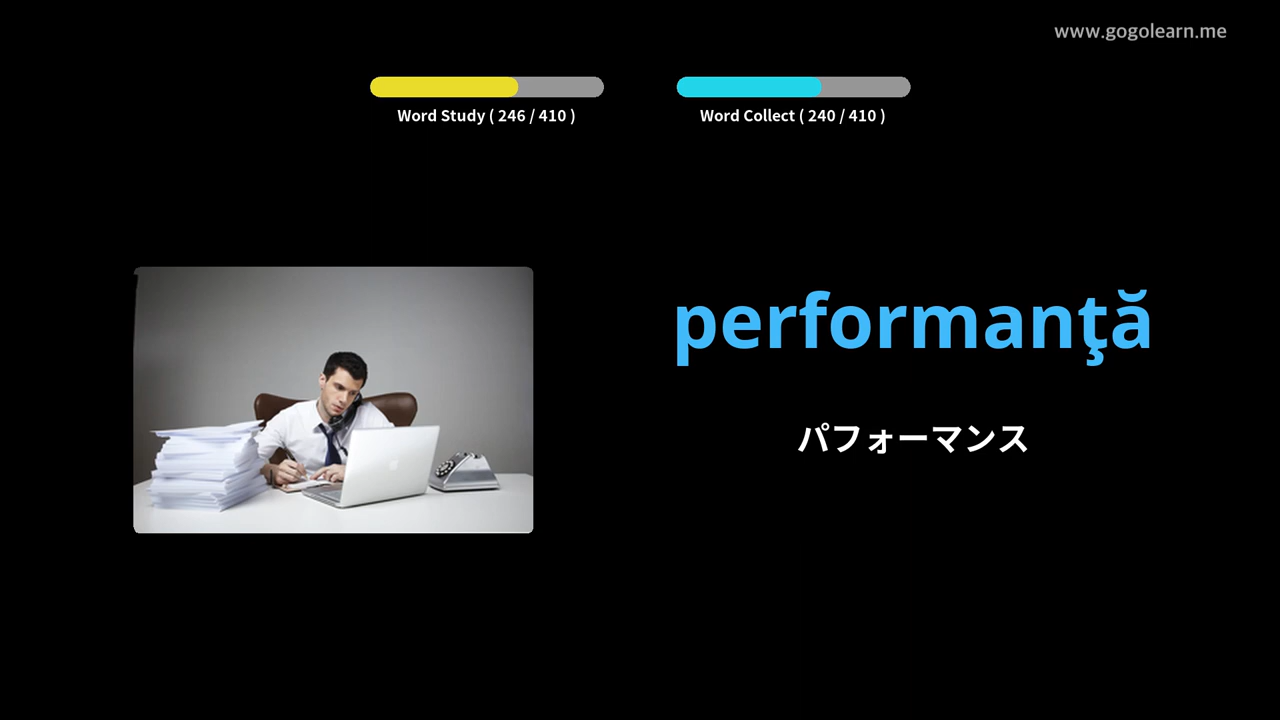 www.gogolearn.me
Word Study ( 246 / 410 )
Word Collect ( 240 / 410 )
performanţă
パフォーマンス